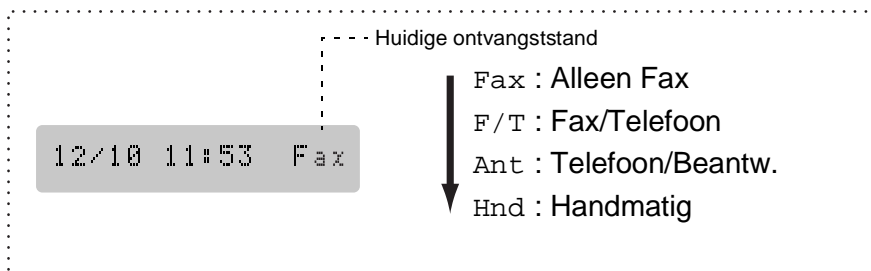 Huidige ontvangststand
12/10 11:53 Fax
Fax : Alleen Fax
F/T : Fax/Telefoon
Ant : Telefoon/Beantw.
Hnd : Handmatig